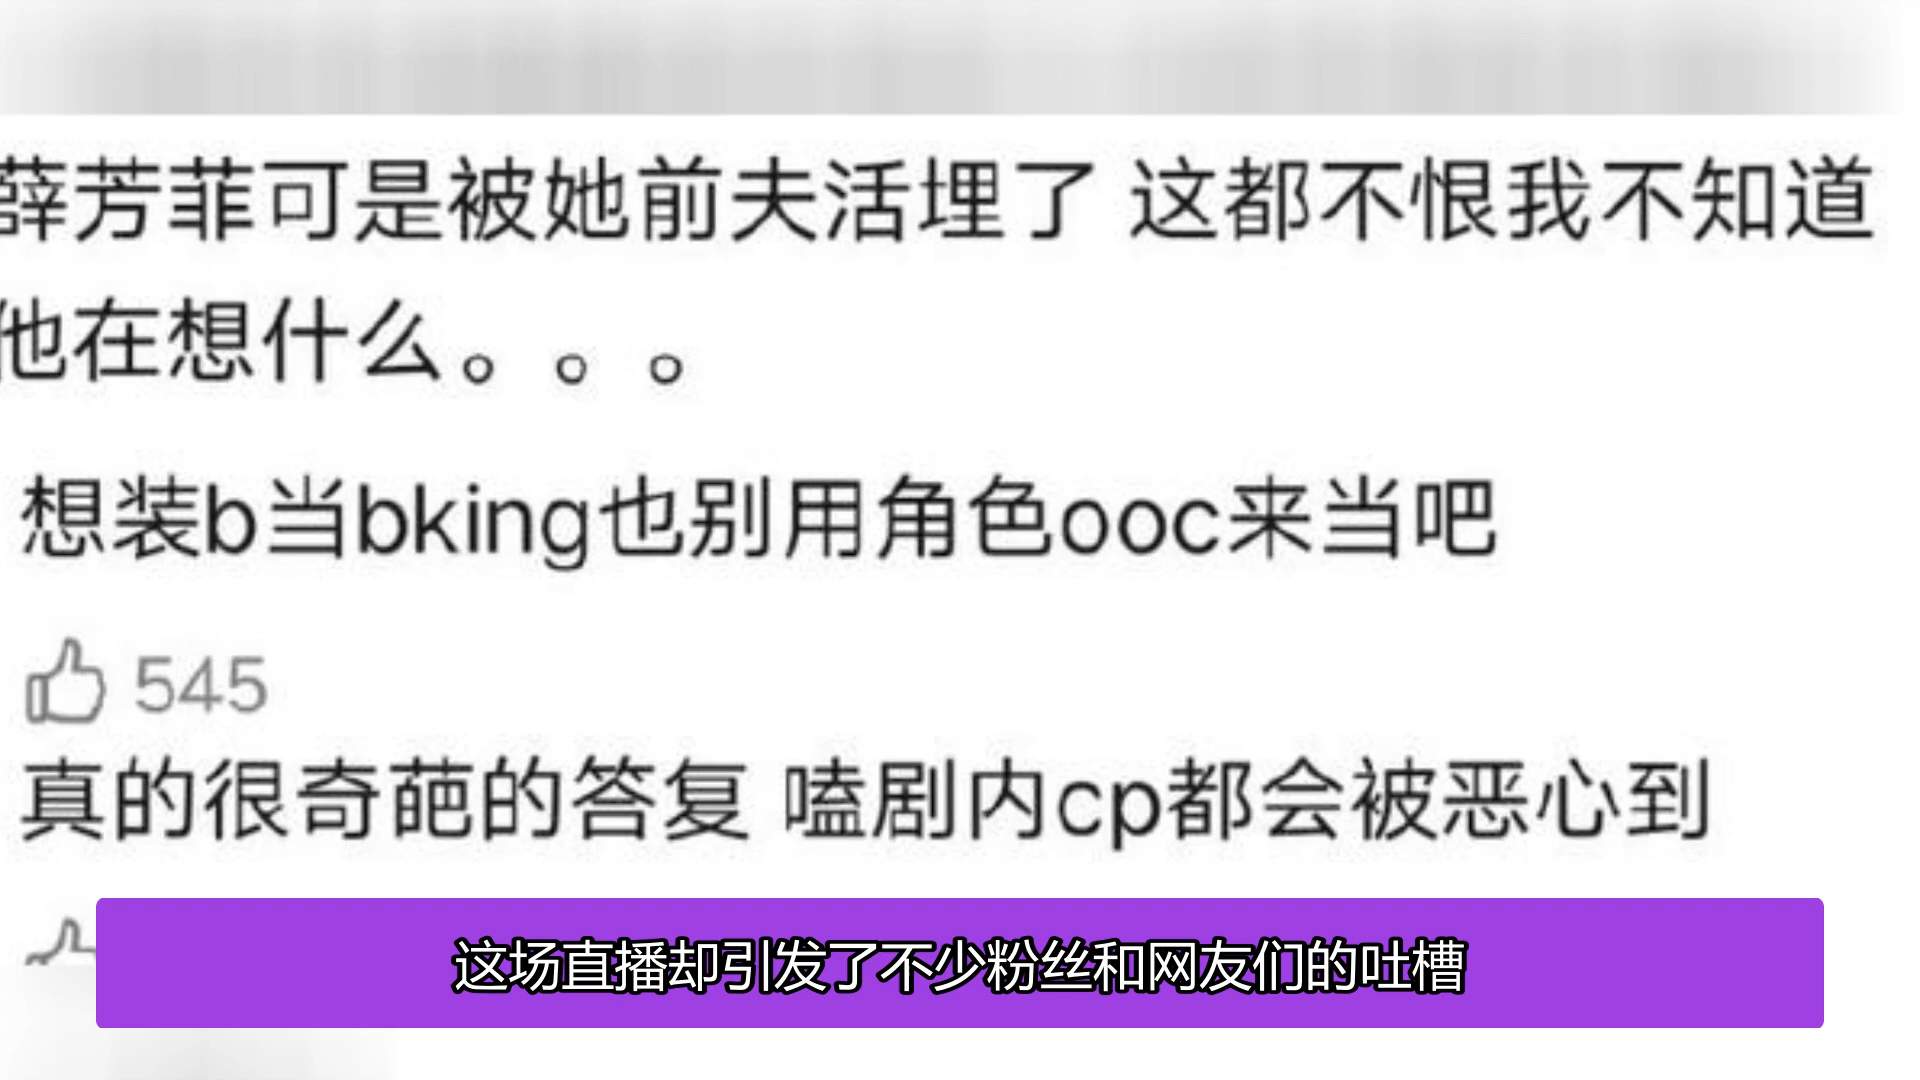 薛芳菲可是被她前夫活埋了 这都不恨我不知道
他在想什么。。。
想装b当bking也别用角色ooc来当吧
545
真的很奇葩的答复 嗑剧内cp都会被恶心到
这场直播却引发了不少粉丝和网友们的吐槽